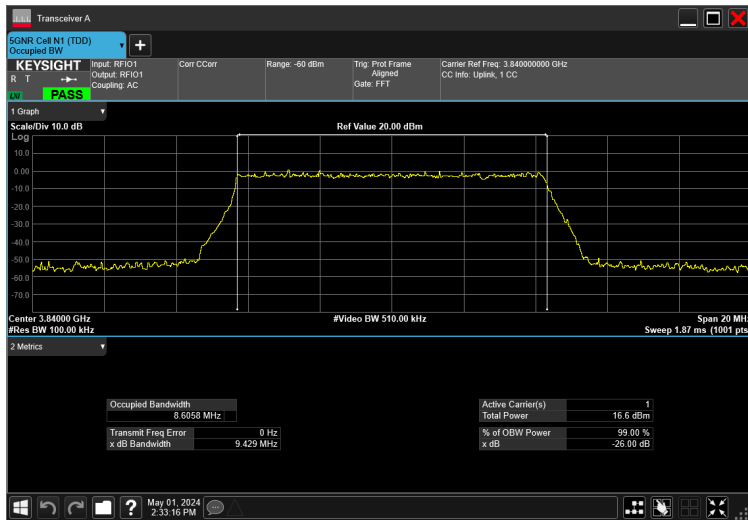 Transceiver A
5GNR Cell N1 (TDD)
Occupied BW
KEYSIGHT
R T
LXI
PASS
Input: RFIO1
Output: RFIO1
Coupling: AC
Corr CCorr
Range: -60 dBm
Trig: Prot Frame
Aligned
Gate: FFT
Carrier Ref Freq: 3.840000000 GHz
CC Info: Uplink, 1 CC
1 Graph
Scale/Div 10.0 dB
Ref Value 20.00 dBm
Log
10.0
0.00
-10.0
-20.0
-30.0
-40.0
-50.0
-60.0
-70.0
Center 3.84000 GHz
#Video BW 510.00 kHz
Span 20 MHz
#Res BW 100.00 kHz
Sweep 1.87 ms (1001 pts
2 Metrics
Occupied Bandwidth
8.6058 MHz
Transmit Freq Error 0 Hz
x dB Bandwidth 9.429 MHz
Active Carrier(s) 1
Total Power 16.6 dBm
% of OBW Power 99.00 %
x dB -26.00 dB
?
May 01, 2024
2:33:16 PM